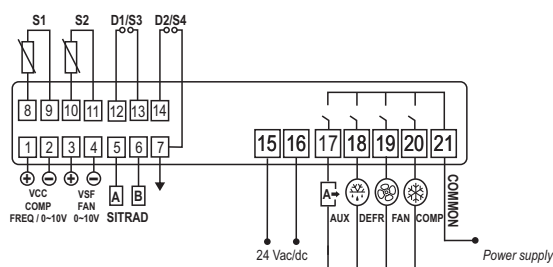 S1 S2 D1/S3 D2/S4
8 9 10 11 12 13 14
1 2 3 4 5 6 7 15 16 17 18 19 20 21
A B A
VCC VSF
COMP FAN
FREQ / 0~10V 0~10V SITRAD
AUX DEFR FAN COMP COMMON
24 Vac/dc Power supply